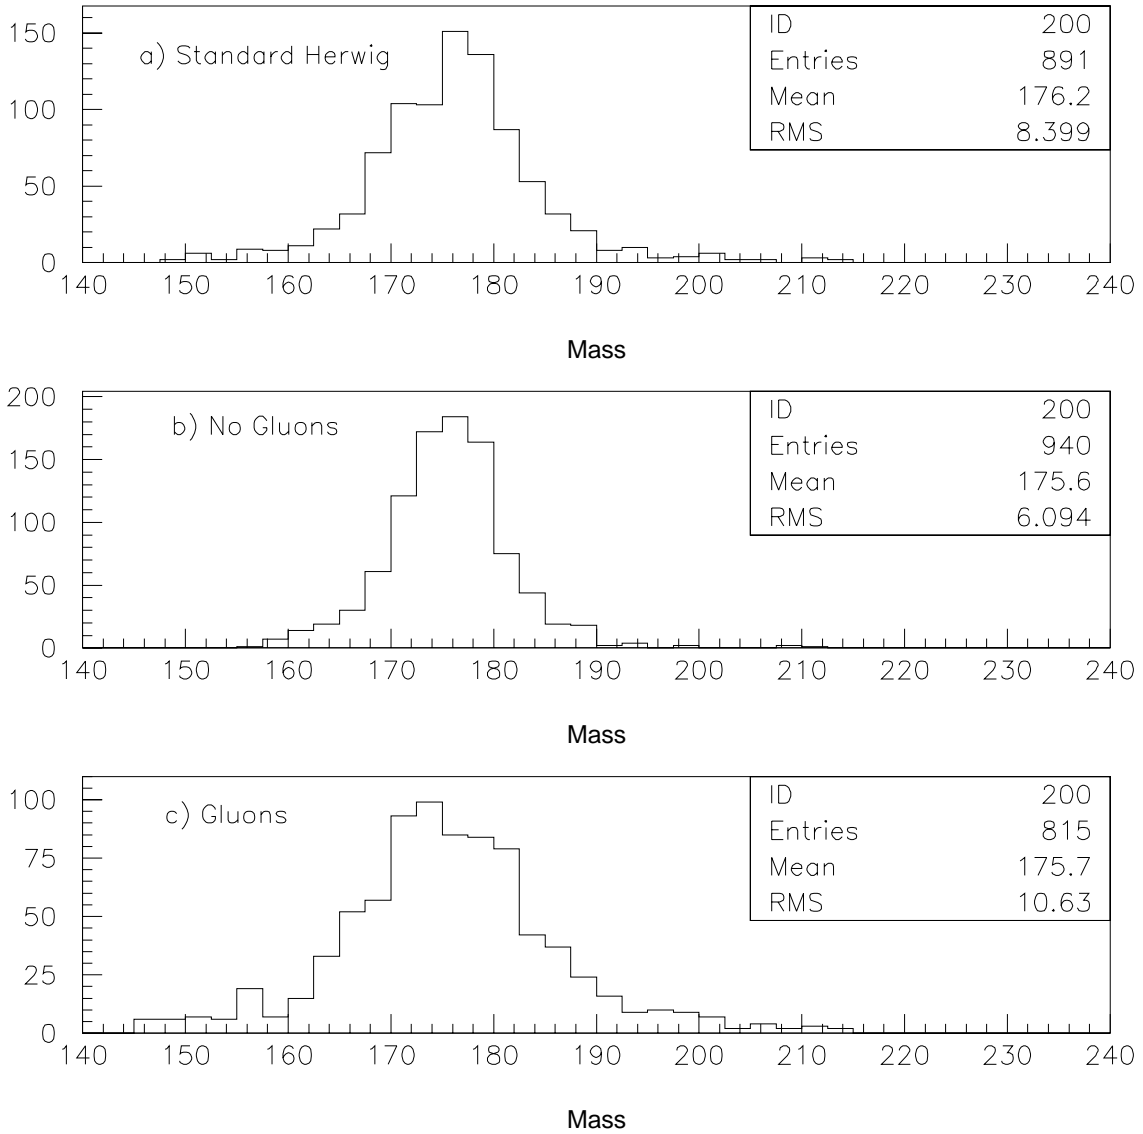 a) Standard Herwig
ID 200
Entries 891
Mean 176.2
RMS 8.399
150
100
50
0
140 150 160 170 180 190 200 210 220 230 240
Mass
b) No Gluons
ID 200
Entries 940
Mean 175.6
RMS 6.094
200
150
100
50
0
140 150 160 170 180 190 200 210 220 230 240
Mass
c) Gluons
ID 200
Entries 815
Mean 175.7
RMS 10.63
100
75
50
25
0
140 150 160 170 180 190 200 210 220 230 240
Mass